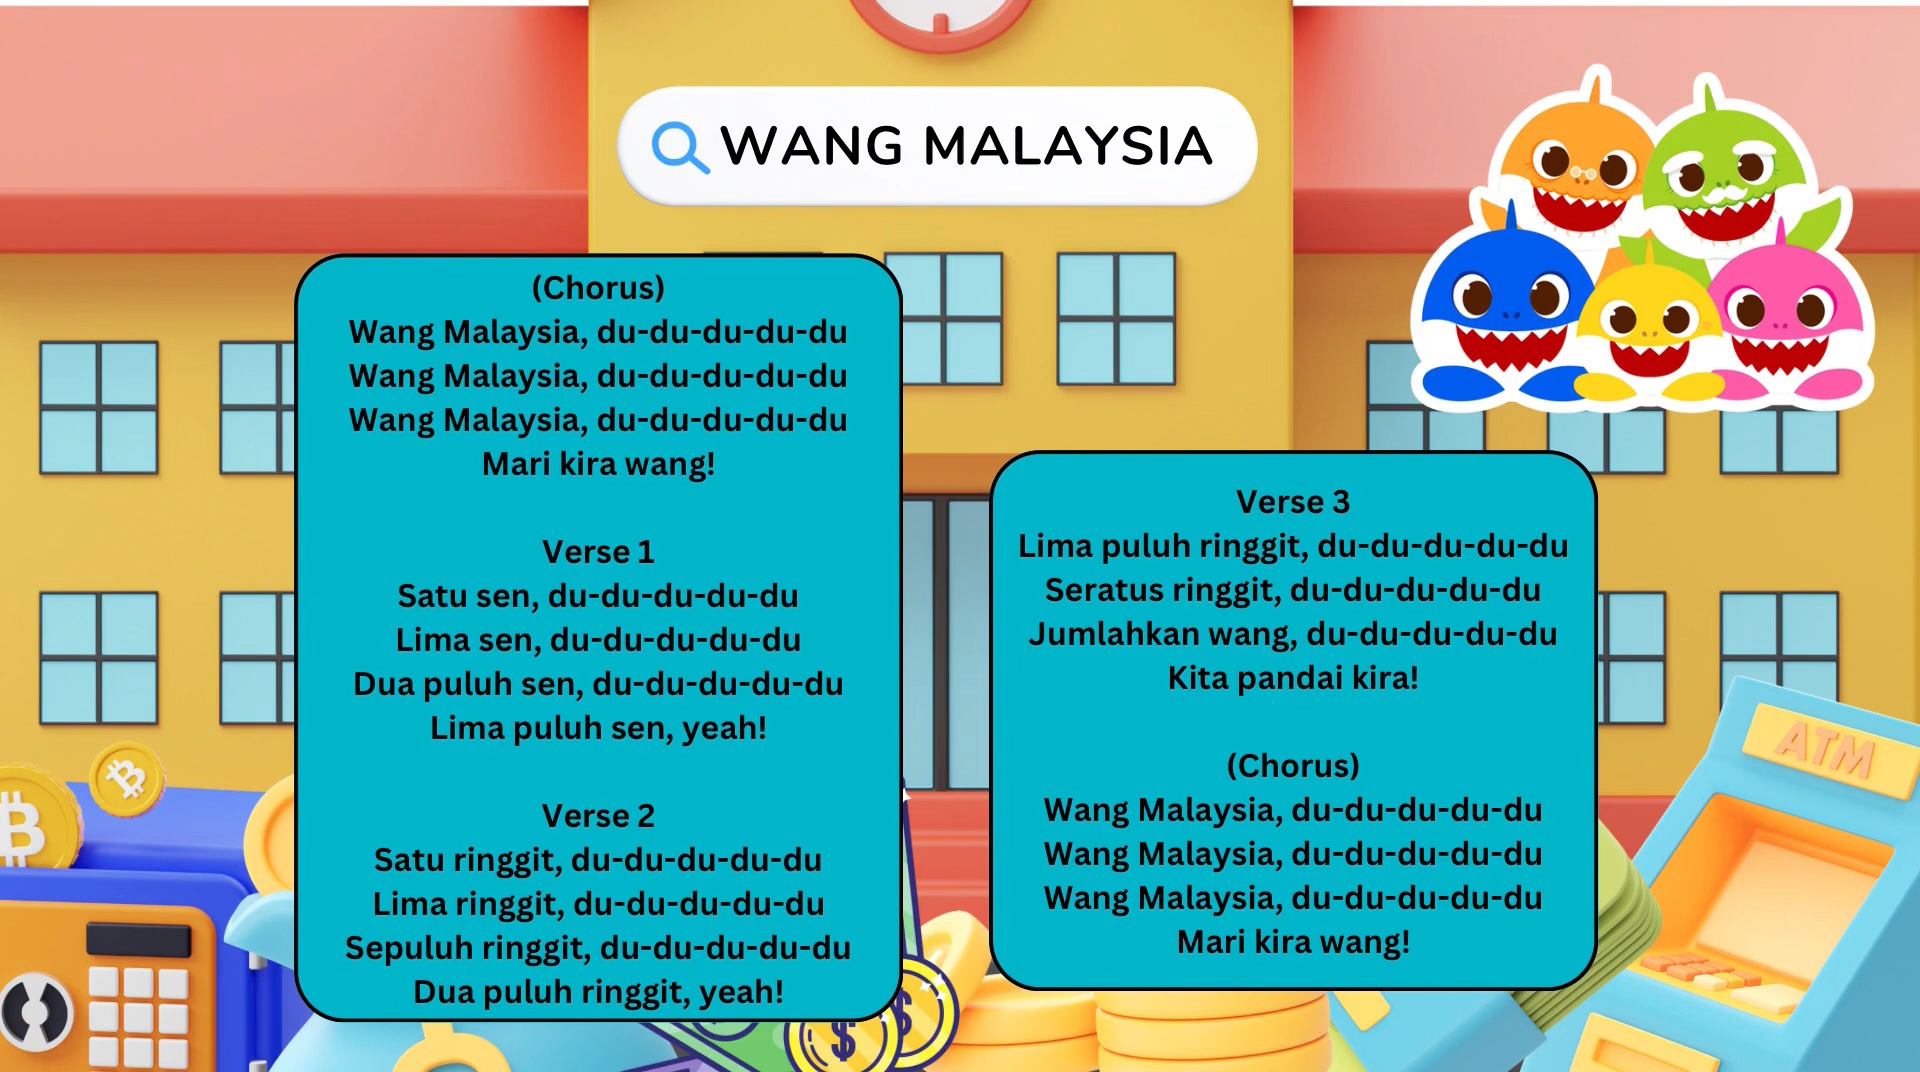 WANG MALAYSIA
(Chorus)
Wang Malaysia, du-du-du-du-du
Wang Malaysia, du-du-du-du-du
Wang Malaysia, du-du-du-du-du
Mari kira wang!
Verse 1
Satu sen, du-du-du-du-du
Lima sen, du-du-du-du-du
Dua puluh sen, du-du-du-du-du
Lima puluh sen, yeah!
Verse 2
Satu ringgit, du-du-du-du-du
Lima ringgit, du-du-du-du-du
Sepuluh ringgit, du-du-du-du-du
Dua puluh ringgit, yeah!
Verse 3
Lima puluh ringgit, du-du-du-du-du
Seratus ringgit, du-du-du-du-du
Jumlahkan wang, du-du-du-du-du
Kita pandai kira!
(Chorus)
Wang Malaysia, du-du-du-du-du
Wang Malaysia, du-du-du-du-du
Wang Malaysia, du-du-du-du-du
Mari kira wang!
ATM